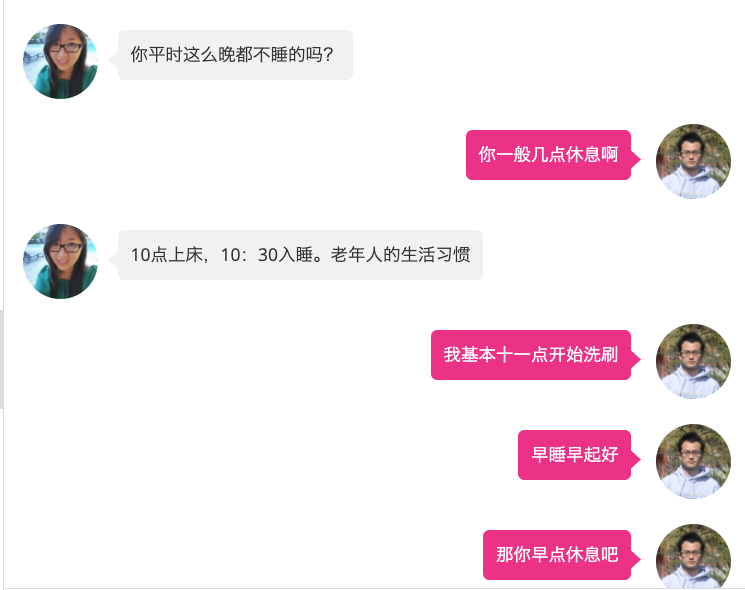 你平时这么晚都不睡的吗？
你一般几点休息啊
10点上床，10：30入睡。老年人的生活习惯
我基本十一点开始洗刷
早睡早起好
那你早点休息吧